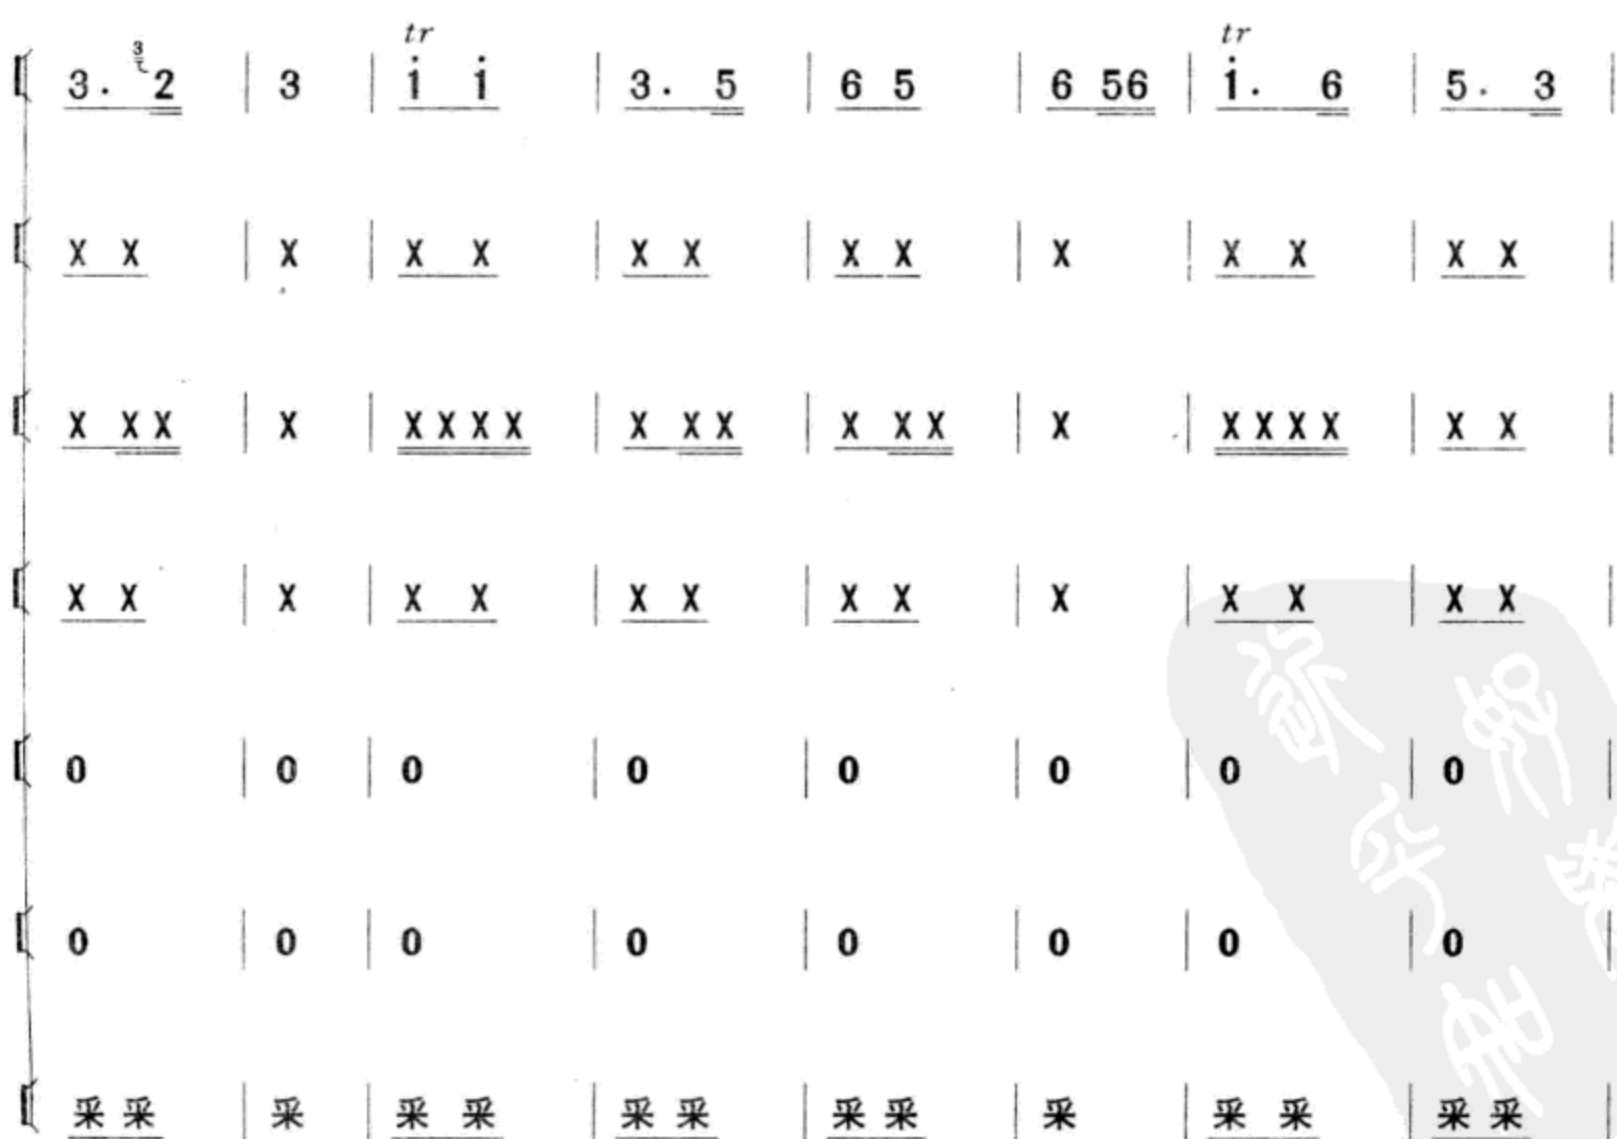 tr tr
3. 3 2 | 3 | i̇ i̇ | 3. 5 | 6 5 | 6 56 | i̇. 6 | 5. 3 |
X X | X | X X | X X | X X | X | X X | X X |
X XX | X | XXXX | X XX | X XX | X | XXXX | X X |
X X | X | X X | X X | X X | X | X X | X X |
0 | 0 | 0 | 0 | 0 | 0 | 0 | 0 |
0 | 0 | 0 | 0 | 0 | 0 | 0 | 0 |
采 采 | 采 | 采 采 | 采 采 | 采 采 | 采 | 采 采 | 采 采 |